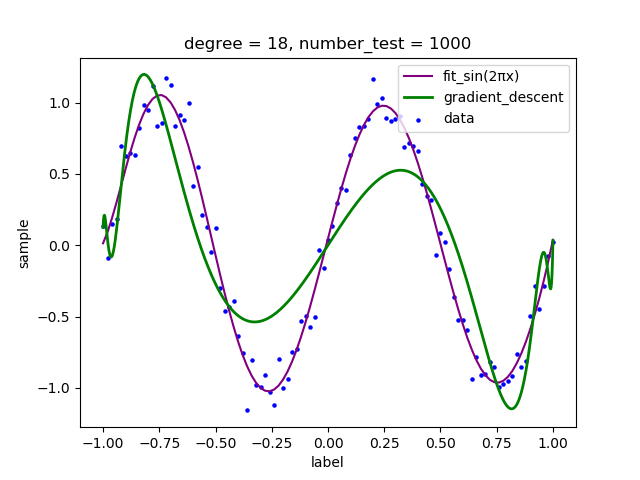 degree = 18, number_test = 1000
fit_sin(2πx)
gradient_descent
data
sample
1.0
0.5
0.0
−0.5
−1.0
−1.00 −0.75 −0.50 −0.25 0.00 0.25 0.50 0.75 1.00
label